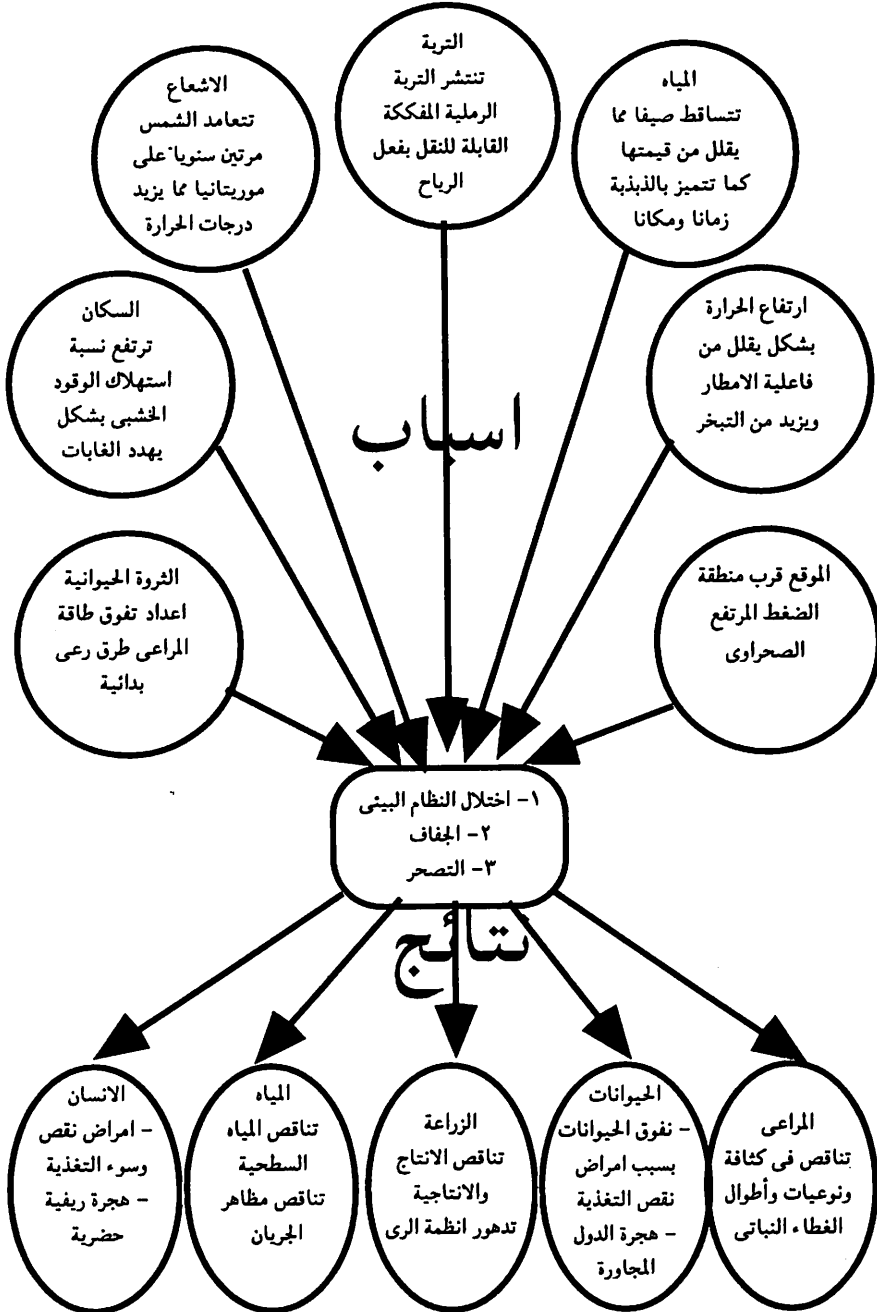 التربة
تنتشر التربة
الرملية المفككة
القابلة للنقل بفعل
الرياح
المياه
تتساقط صيفا مما
يقلل من قيمتها
كما تتميز بالذبذبة
زمانا ومكانا
الاشعاع
تتعامد الشمس
مرتين سنويا على
موريتانيا مما يزيد
درجات الحرارة
ارتفاع الحرارة
بشكل يقلل من
فاعلية الامطار
ويزيد من التبخر
السكان
ترتفع نسبة
استهلاك الوقود
الخشبى بشكل
يهدد الغابات
اسباب
الموقع قرب منطقة
الضغط المرتفع
الصحراوى
الثروة الحيوانية
اعداد تفوق طاقة
المراعى طرق رعى
بدائية
١- اختلال النظام البيئى
٢- الجفاف
٣- التصحر
نتائج
المراعى
تناقص فى كثافة
ونوعيات وأطوال
الغطاء النباتى
الحيوانات
- نفوق الحيوانات
بسبب امراض
نقص التغذية
- هجرة الدول
المجاورة
الزراعة
تناقص الانتاج
والانتاجية
تدهور انظمة الرى
المياه
تناقص المياه
السطحية
تناقص مظاهر
الجريان
الانسان
- امراض نقص
وسوء التغذية
- هجرة ريفية
حضرية